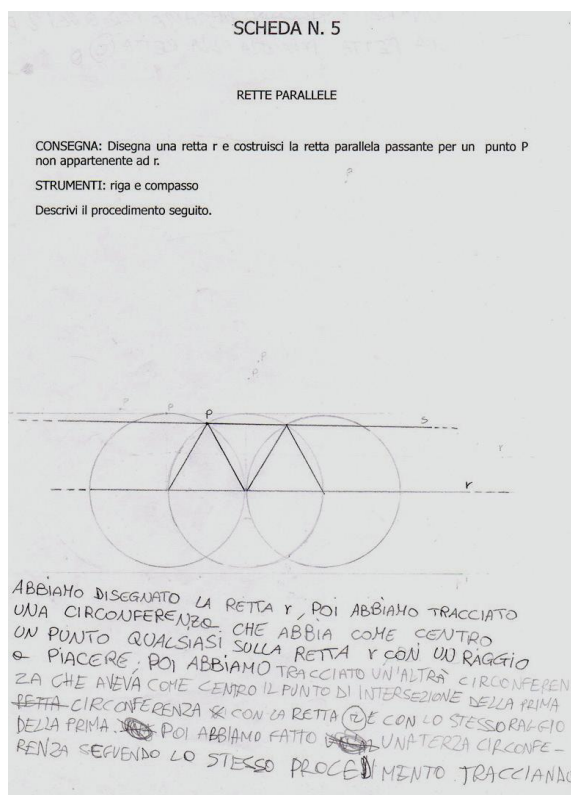 SCHEDA N. 5
RETTE PARALLELE
CONSEGNA: Disegna una retta r e costruisci la retta parallela passante per un punto P
non appartenente ad r.
STRUMENTI: riga e compasso
Descrivi il procedimento seguito.
P
s
r
ABBIAMO DISEGNATO LA RETTA r, POI ABBIAMO TRACCIATO
UNA CIRCONFERENZA CHE ABBIA COME CENTRO
UN PUNTO QUALSIASI SULLA RETTA r CON UN RAGGIO
a PIACERE, POI ABBIAMO TRACCIATO UN'ALTRA CIRCONFEREN
ZA CHE AVEVA COME CENTRO IL PUNTO DI INTERSEZIONE DELLA PRIMA
RETTA CIRCONFERENZA CON LA RETTA r E CON LO STESSO RAGGIO
DELLA PRIMA. POI ABBIAMO FATTO UNA TERZA CIRCONFE-
RENZA SEGUENDO LO STESSO PROCEDIMENTO. TRACCIANDO